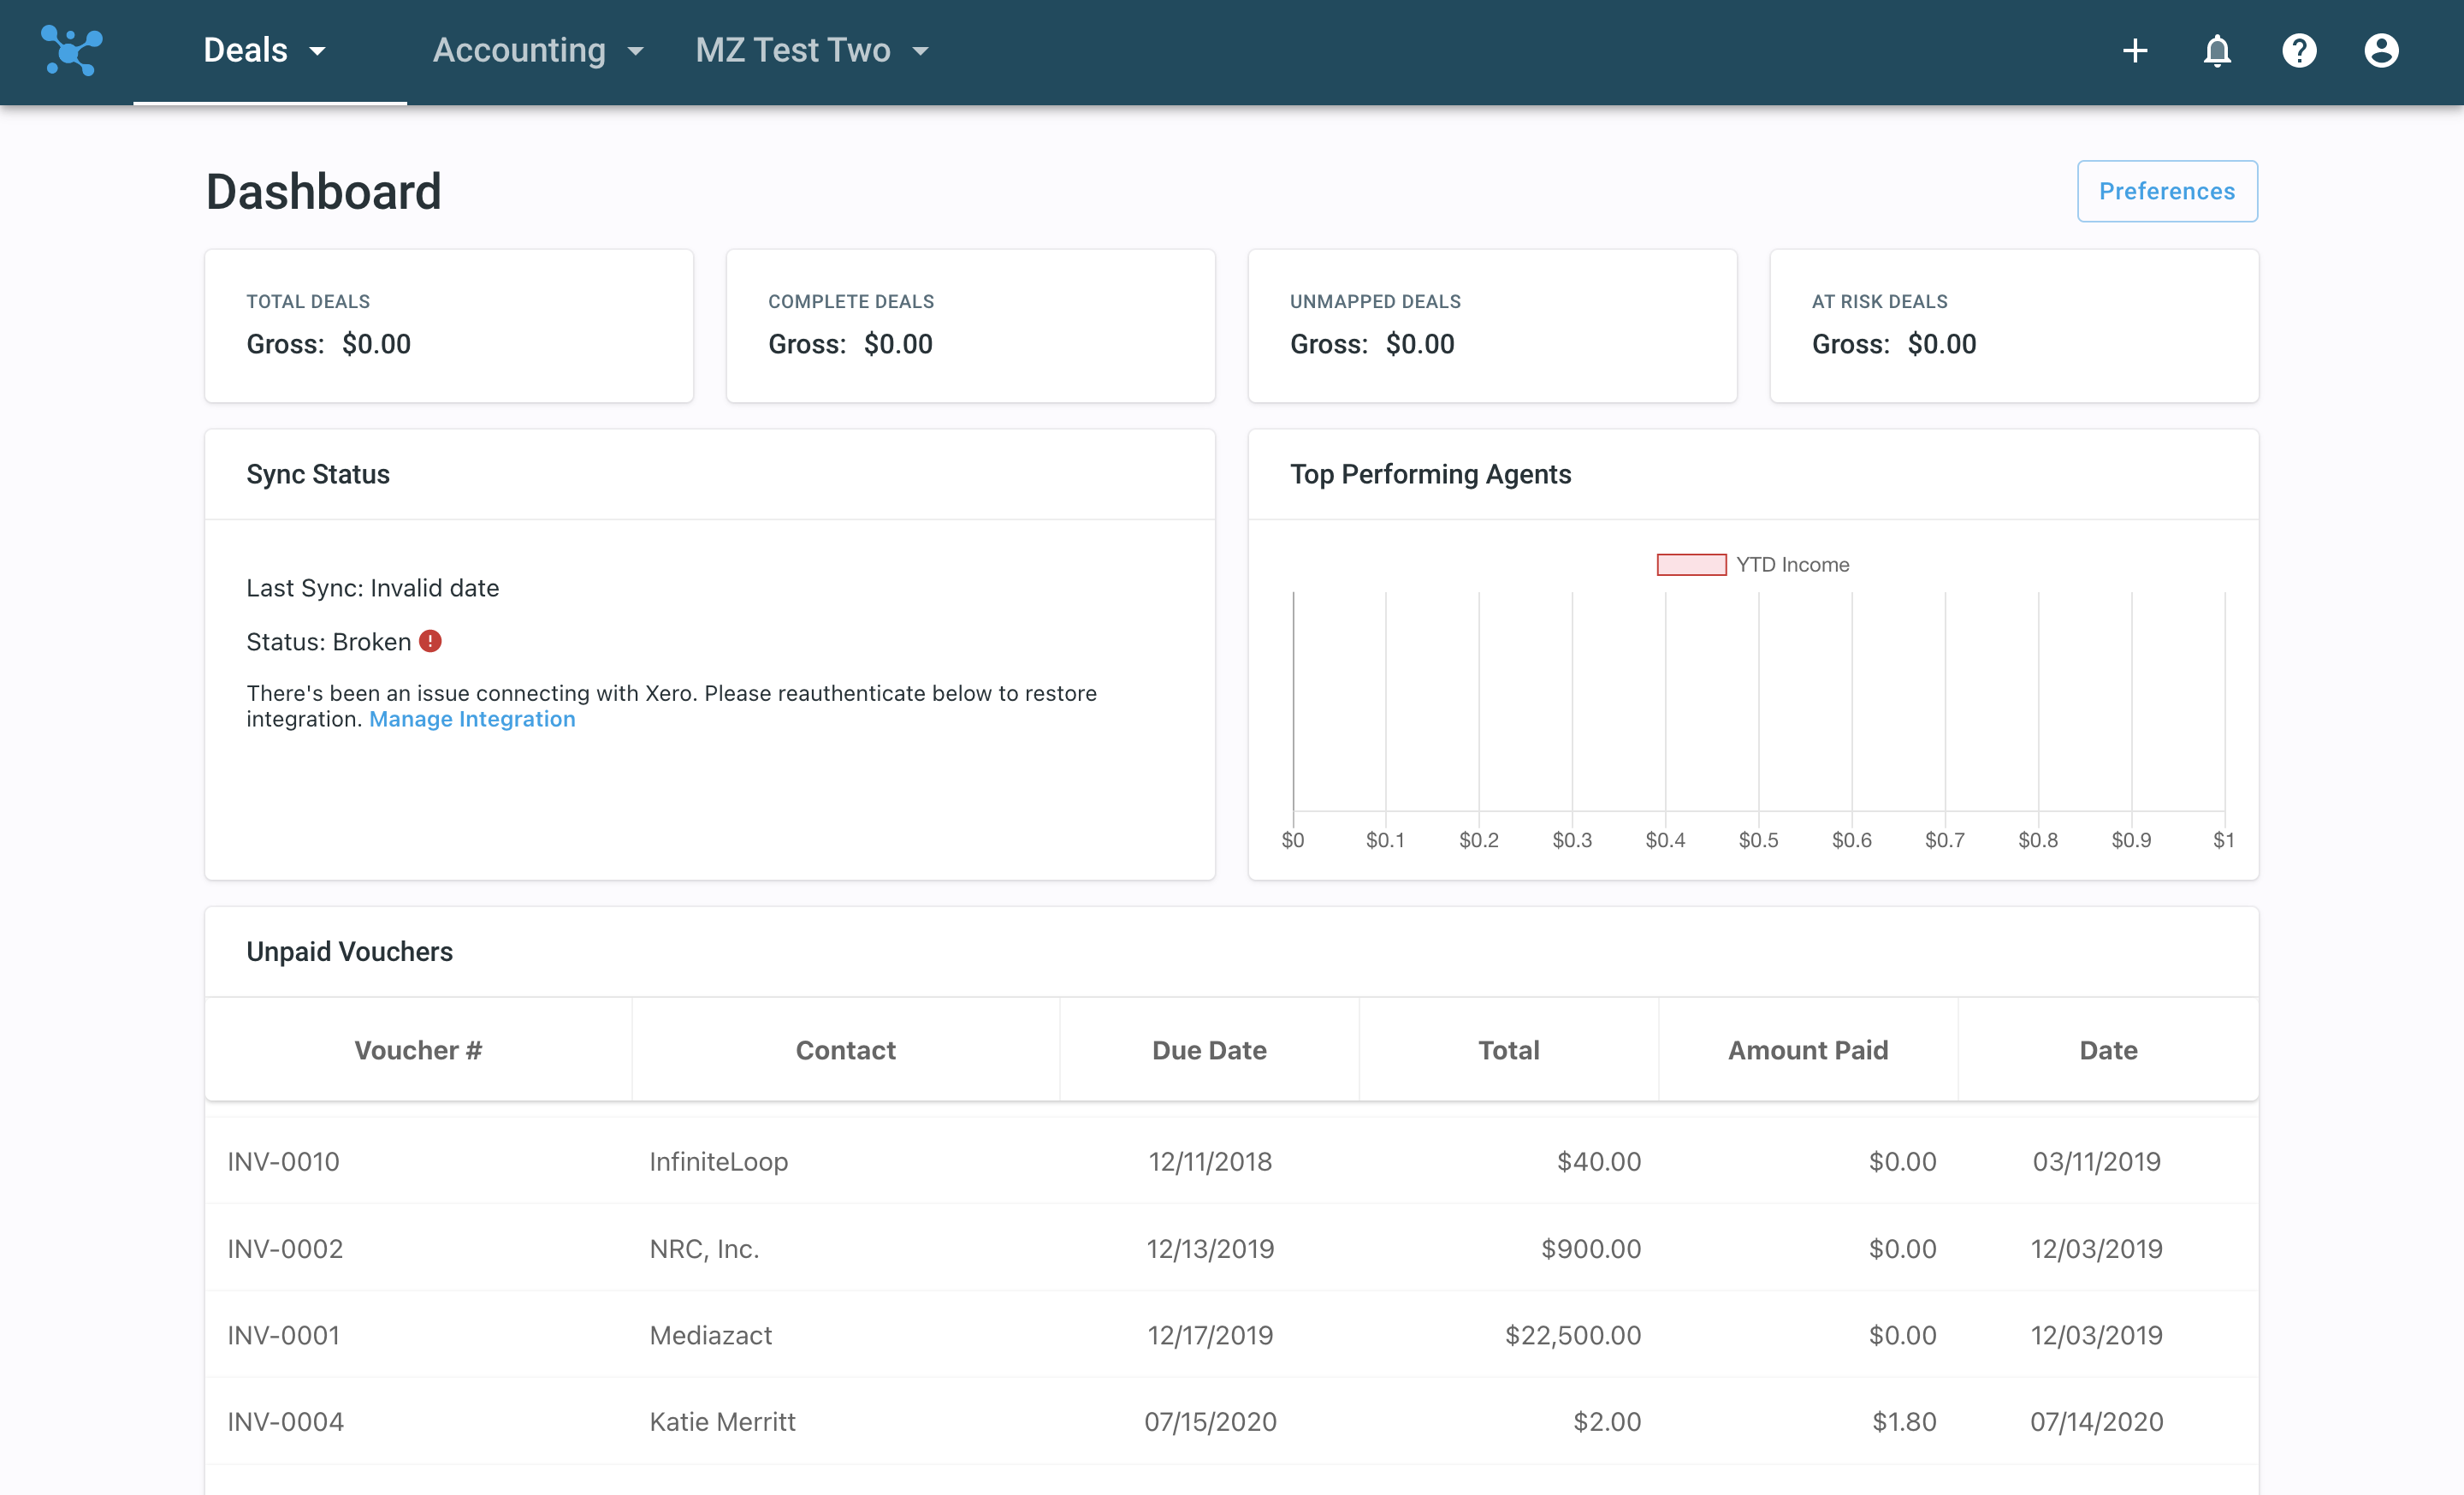 Deals Accounting MZ Test Two
Dashboard
Preferences
TOTAL DEALS
Gross: $0.00
COMPLETE DEALS
Gross: $0.00
UNMAPPED DEALS
Gross: $0.00
AT RISK DEALS
Gross: $0.00
Sync Status
Last Sync: Invalid date
Status: Broken
There's been an issue connecting with Xero. Please reauthenticate below to restore
integration. Manage Integration
Top Performing Agents
YTD Income
$0 $0.1 $0.2 $0.3 $0.4 $0.5 $0.6 $0.7 $0.8 $0.9 $1
Unpaid Vouchers
Voucher # Contact Due Date Total Amount Paid Date
INV-0010 InfiniteLoop 12/11/2018 $40.00 $0.00 03/11/2019
INV-0002 NRC, Inc. 12/13/2019 $900.00 $0.00 12/03/2019
INV-0001 Mediazact 12/17/2019 $22,500.00 $0.00 12/03/2019
INV-0004 Katie Merritt 07/15/2020 $2.00 $1.80 07/14/2020